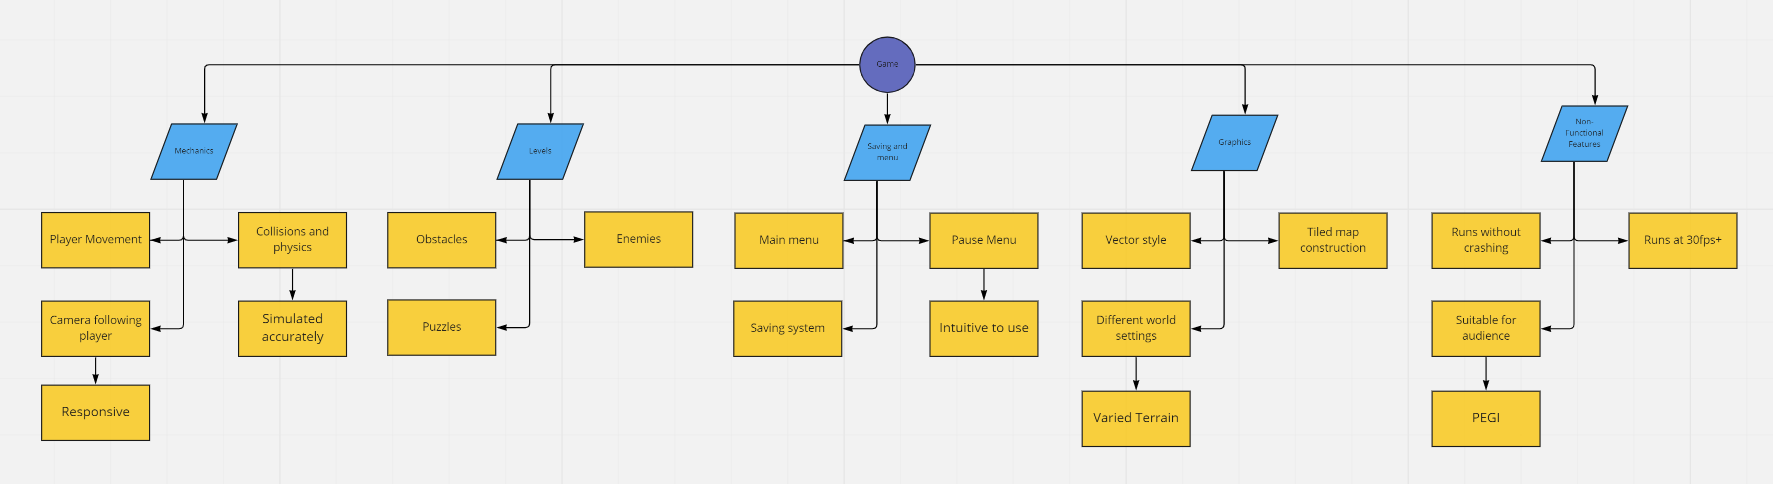 Game
Mechanics
Levels
Saving and
menu
Graphics
Non-
Functional
Features
Player Movement
Collisions and
physics
Obstacles
Enemies
Main menu
Pause Menu
Vector style
Tiled map
construction
Runs without
crashing
Runs at 30fps+
Camera following
player
Simulated
accurately
Puzzles
Saving system
Intuitive to use
Different world
settings
Suitable for
audience
Responsive
Varied Terrain
PEGI